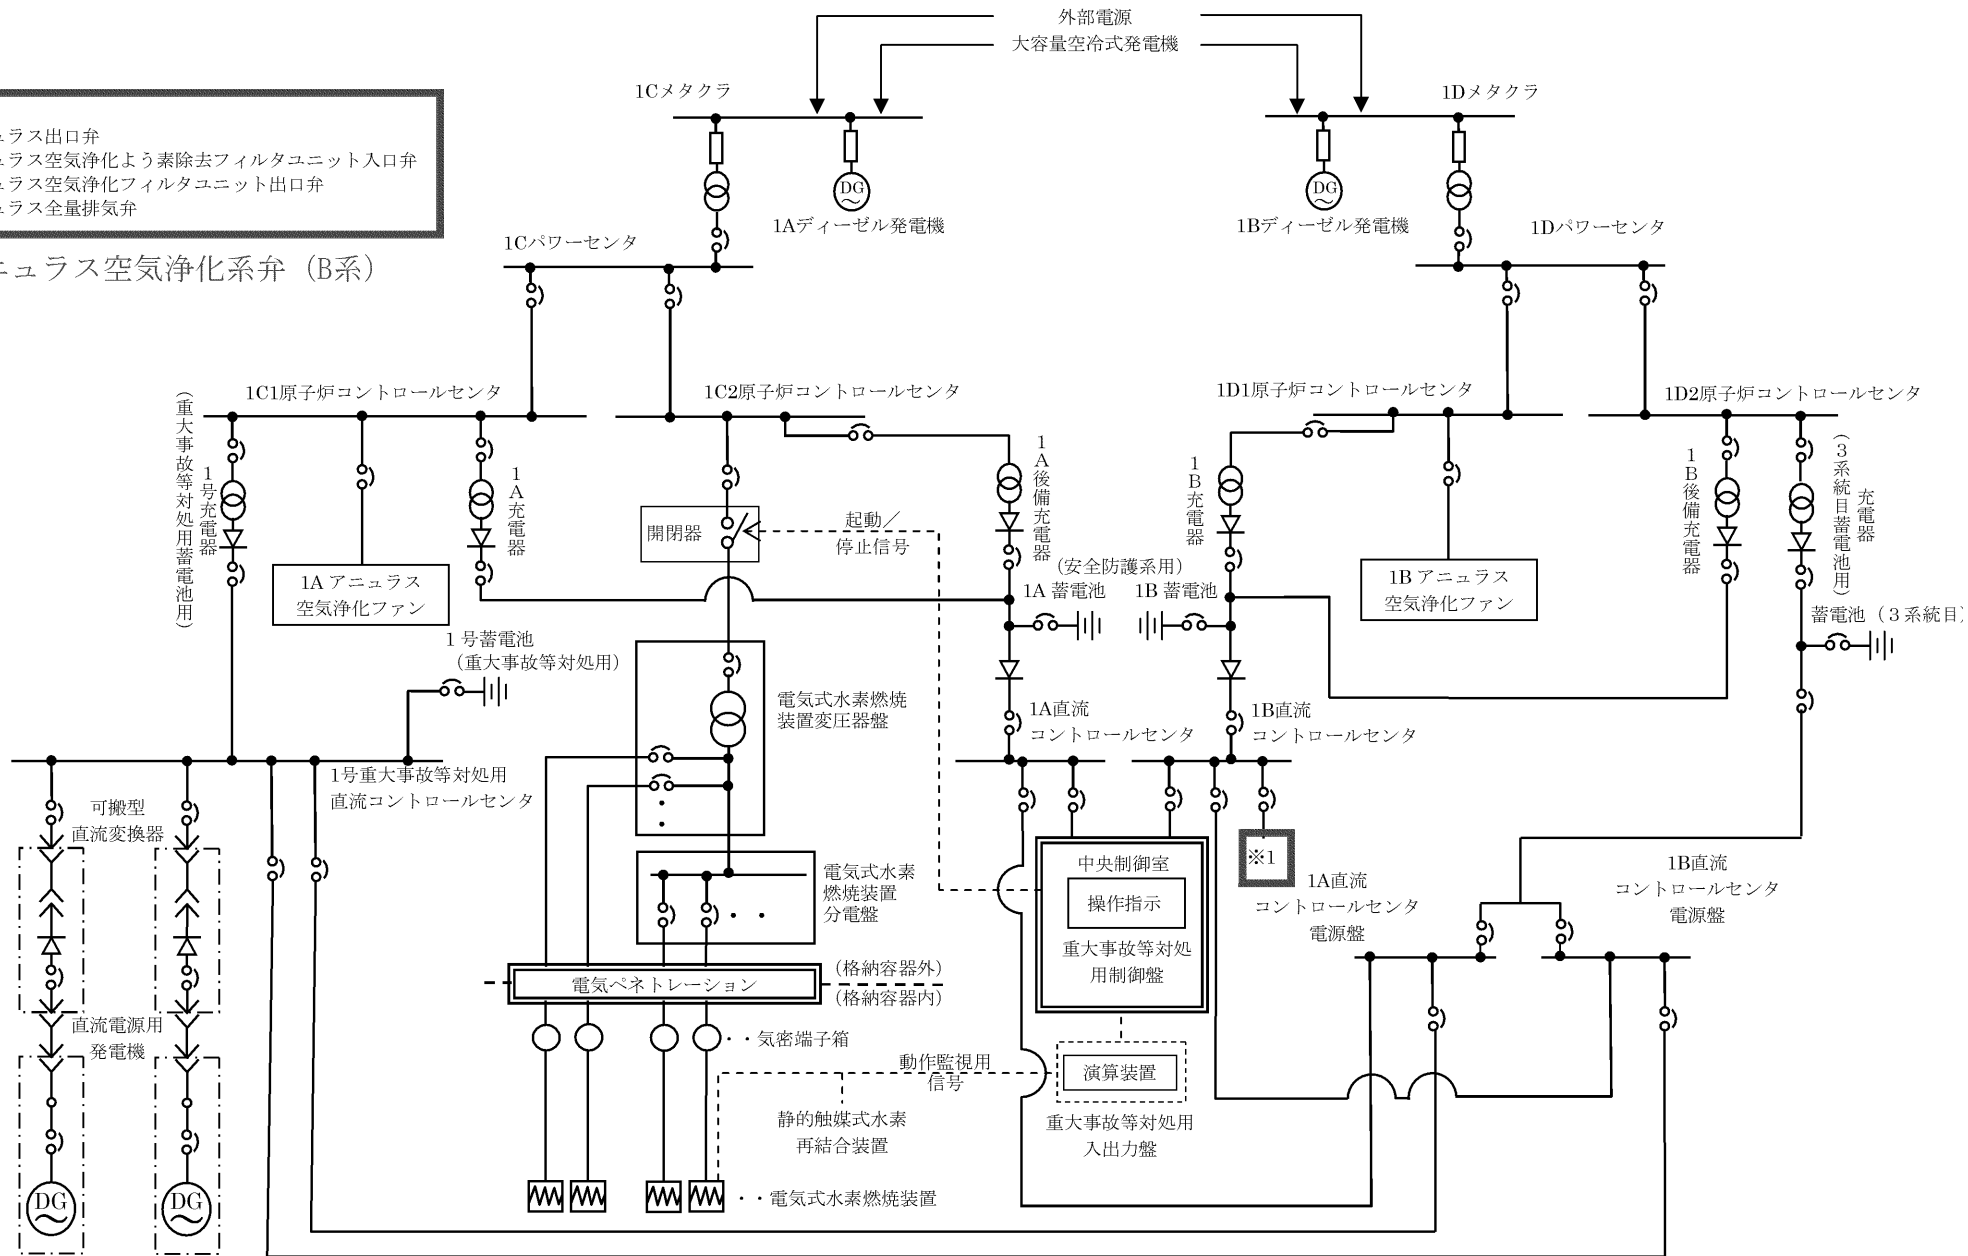 外部電源
大容量空冷式発電機
1Cメタクラ
1Dメタクラ
ュラス出口弁
ュラス空気浄化よう素除去フィルタユニット入口弁
ュラス空気浄化フィルタユニット出口弁
ュラス全量排気弁
ニュラス空気浄化系弁（B系）
DG
1Aディーゼル発電機
DG
1Bディーゼル発電機
1Cパワーセンタ
1Dパワーセンタ
1C1原子炉コントロールセンタ
1C2原子炉コントロールセンタ
1D1原子炉コントロールセンタ
1D2原子炉コントロールセンタ
1号充電器
（重大事故等対処用蓄電池用）
1A充電器
1A後備充電器
1B充電器
1B後備充電器
充電器
（3系統目蓄電池用）
開閉器
起動／
停止信号
1A アニュラス
空気浄化ファン
1B アニュラス
空気浄化ファン
（安全防護系用）
1A 蓄電池
1B 蓄電池
蓄電池（3系統目）
1号蓄電池
（重大事故等対処用）
電気式水素燃焼
装置変圧器盤
1A直流
コントロールセンタ
1B直流
コントロールセンタ
1号重大事故等対処用
直流コントロールセンタ
可搬型
直流変換器
電気式水素
燃焼装置
分電盤
中央制御室
操作指示
重大事故等対処
用制御盤
※1
1A直流
コントロールセンタ
電源盤
1B直流
コントロールセンタ
電源盤
電気ペネトレーション
（格納容器外）
（格納容器内）
直流電源用
発電機
・・気密端子箱
動作監視用
信号
演算装置
重大事故等対処用
入出力盤
静的触媒式水素
再結合装置
・・電気式水素燃焼装置
DG
DG